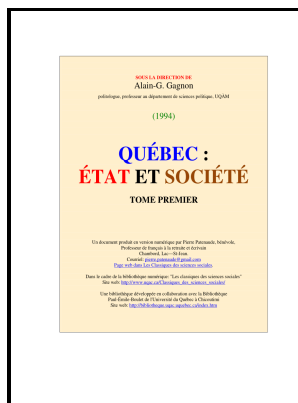 SOUS LA DIRECTION DE
Alain-G. Gagnon
politologue, professeur au département de sciences politique, UQÀM
(1994)
QUÉBEC :
ÉTAT ET SOCIÉTÉ
TOME PREMIER
Un document produit en version numérique par Pierre Patenaude, bénévole,
Professeur de français à la retraite et écrivain
Chambord, Lac—St-Jean.
Courriel: pierre.patenaude@gmail.com
Page web dans Les Classiques des sciences sociales.
Dans le cadre de la bibliothèque numérique: "Les classiques des sciences sociales"
Site web: http://www.uqac.ca/Classiques_des_sciences_sociales/
Une bibliothèque développée en collaboration avec la Bibliothèque
Paul-Émile-Boulet de l'Université du Québec à Chicoutimi
Site web: http://bibliotheque.uqac.uquebec.ca/index.htm